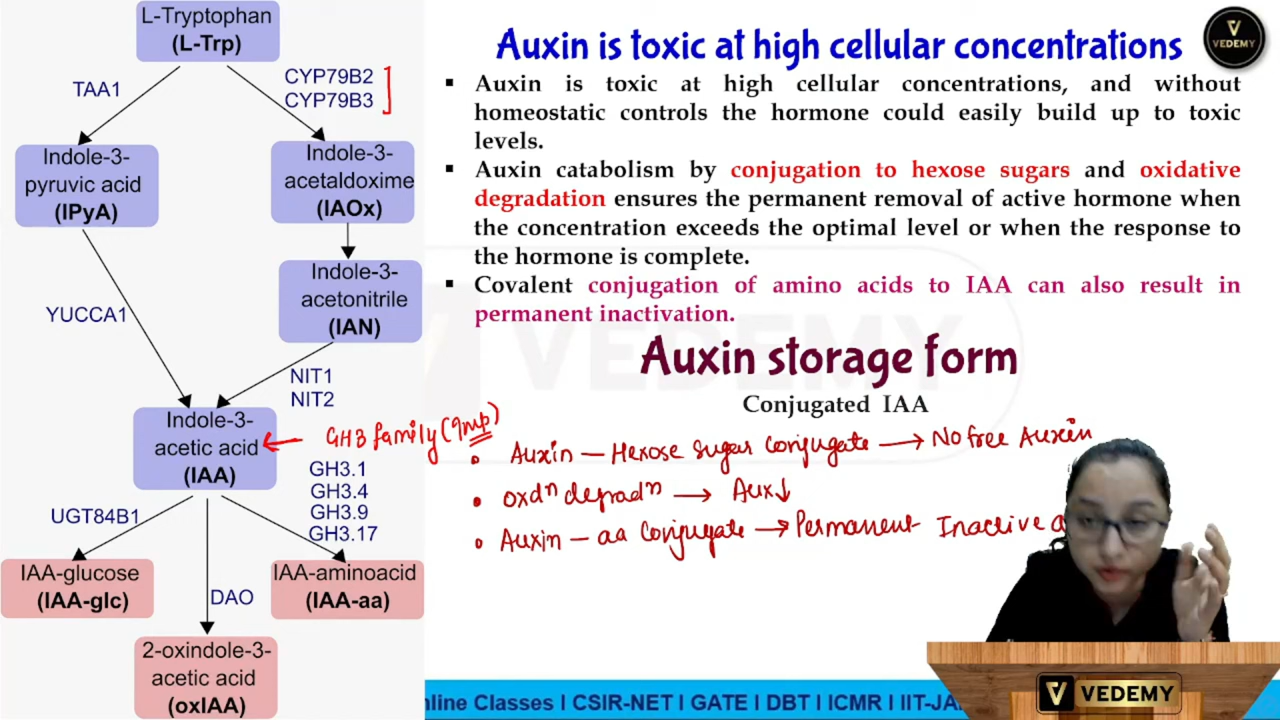 L-Tryptophan
(L-Trp)
TAA1
CYP79B2
CYP79B3
Indole-3-
pyruvic acid
(IPyA)
Indole-3-
acetaldoxime
(IAOx)
Indole-3-
acetonitrile
(IAN)
YUCCA1
NIT1
NIT2
Indole-3-
acetic acid
(IAA)
GH3 family (Imp)
GH3.1
GH3.4
GH3.9
GH3.17
UGT84B1
IAA-glucose
(IAA-glc)
DAO
IAA-aminoacid
(IAA-aa)
2-oxindole-3-
acetic acid
(oxIAA)
Auxin is toxic at high cellular concentrations
V
VEDEMY
▪ Auxin is toxic at high cellular concentrations, and without
homeostatic controls the hormone could easily build up to toxic
levels.
▪ Auxin catabolism by conjugation to hexose sugars and oxidative
degradation ensures the permanent removal of active hormone when
the concentration exceeds the optimal level or when the response to
the hormone is complete.
▪ Covalent conjugation of amino acids to IAA can also result in
permanent inactivation.
VEDEMY
Auxin storage form
Conjugated IAA
• Auxin – Hexose sugar conjugate → No free Auxin
• oxdⁿ degradⁿ → Aux↓
• Auxin – aa conjugate → Permanent Inactive
V VEDEMY
nline Classes I CSIR-NET I GATE I DBT I ICMR I IIT-JA